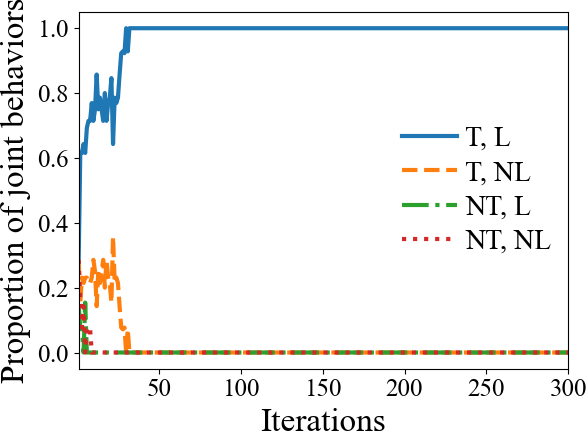 Proportion of joint behaviors
1.0
0.8
0.6
0.4
0.2
0.0
T, L
T, NL
NT, L
NT, NL
50 100 150 200 250 300
Iterations